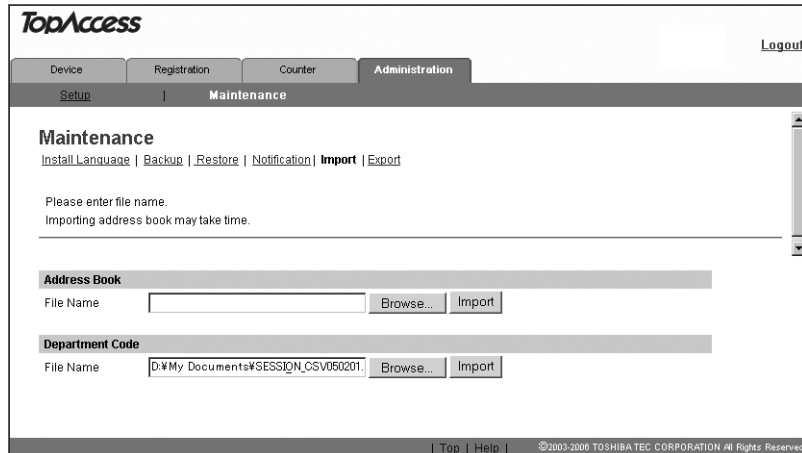 TopAccess
Logout
Device Registration Counter Administration
Setup | Maintenance
Maintenance
Install Language | Backup | Restore | Notification | Import | Export
Please enter file name.
Importing address book may take time.
Address Book
File Name Browse... Import
Department Code
File Name D:¥My Documents¥SESSION_CSV050201. Browse... Import
| Top | Help | ©2003-2006 TOSHIBA TEC CORPORATION All Rights Reserved